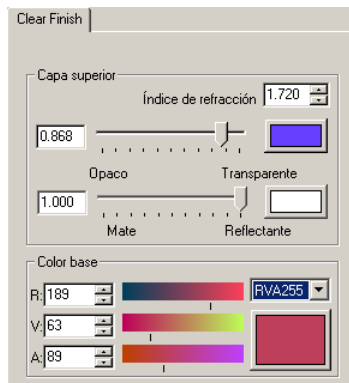 Clear Finish
Capa superior
Índice de refracción 1.720
0.868
Opaco Transparente
1.000
Mate Reflectante
Color base
R: 189 RVA255
V: 63
A: 89